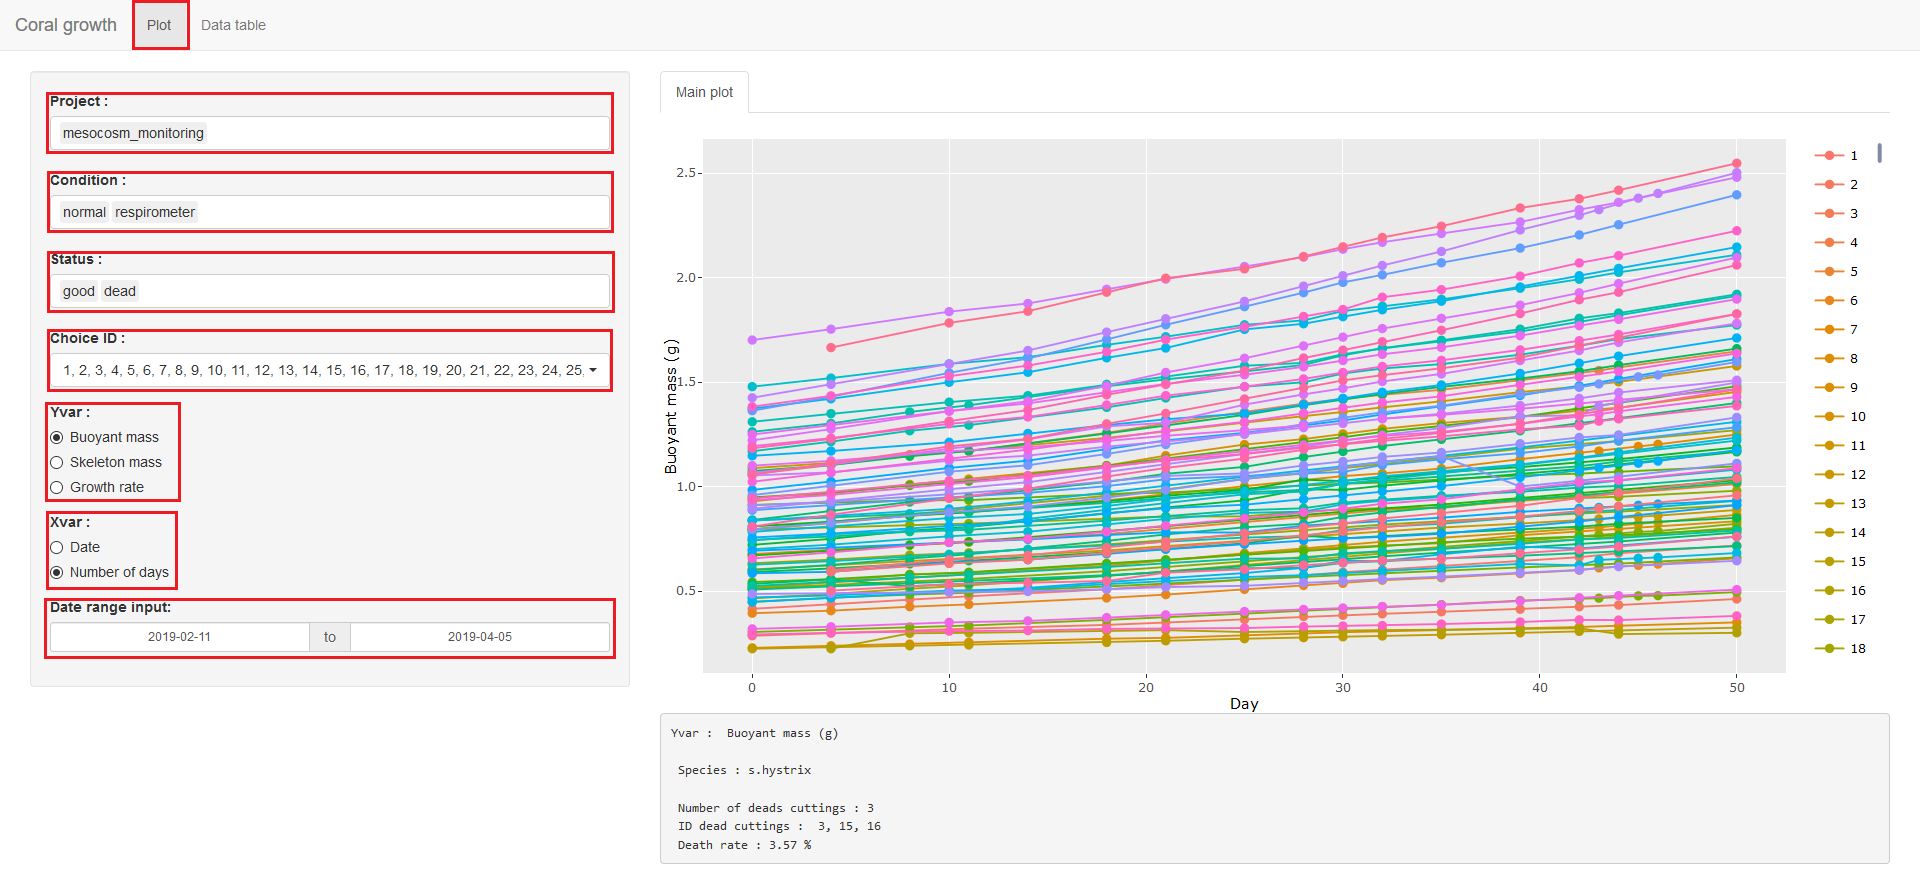 Coral growth Plot Data table
Project :
mesocosm_monitoring
Condition :
normal respirometer
Status :
good dead
Choice ID :
1, 2, 3, 4, 5, 6, 7, 8, 9, 10, 11, 12, 13, 14, 15, 16, 17, 18, 19, 20, 21, 22, 23, 24, 25,
Yvar :
Buoyant mass
Skeleton mass
Growth rate
Xvar :
Date
Number of days
Date range input:
2019-02-11 to 2019-04-05
Main plot
Buoyant mass (g)
2.5
2.0
1.5
1.0
0.5
0 10 20 30 40 50
Day
1
2
3
4
5
6
7
8
9
10
11
12
13
14
15
16
17
18
Yvar : Buoyant mass (g)
Species : s.hystrix
Number of deads cuttings : 3
ID dead cuttings : 3, 15, 16
Death rate : 3.57 %